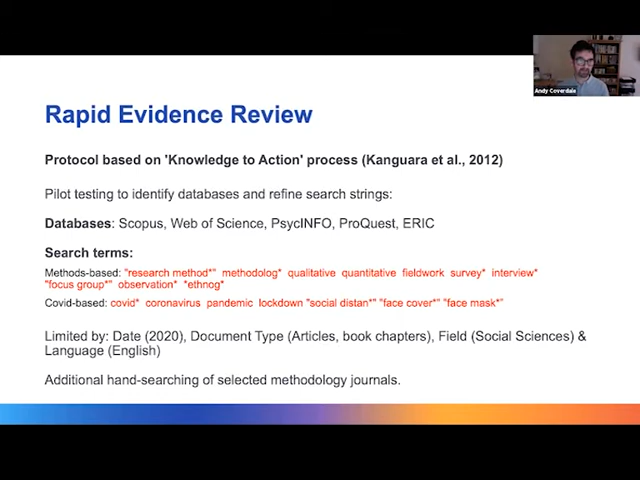 Andy Coverdale
Rapid Evidence Review
Protocol based on 'Knowledge to Action' process (Kanguara et al., 2012)
Pilot testing to identify databases and refine search strings:
Databases: Scopus, Web of Science, PsycINFO, ProQuest, ERIC
Search terms:
Methods-based: "research method*" methodolog* qualitative quantitative fieldwork survey* interview*
"focus group*" observation* *ethnog*
Covid-based: covid* coronavirus pandemic lockdown "social distan*" "face cover*" "face mask*"
Limited by: Date (2020), Document Type (Articles, book chapters), Field (Social Sciences) &
Language (English)
Additional hand-searching of selected methodology journals.